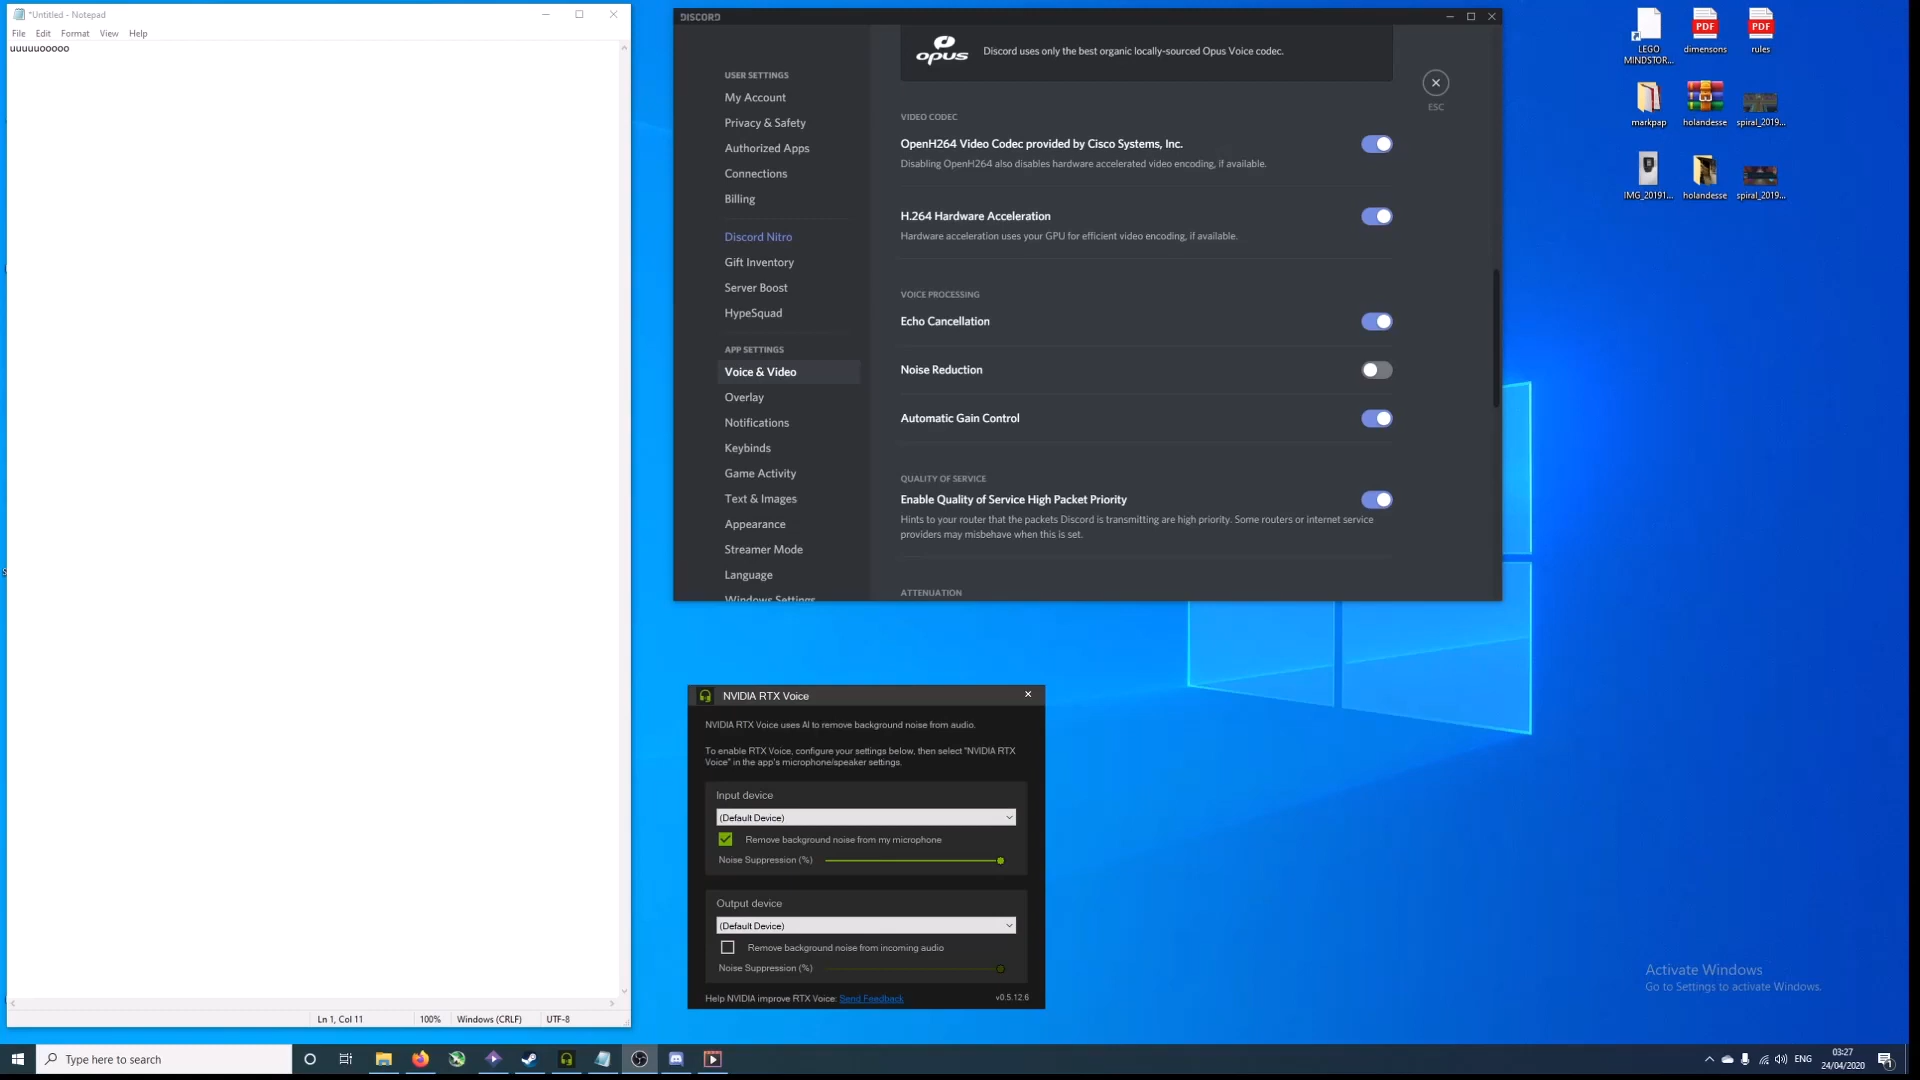 *Untitled - Notepad
File Edit Format View Help
uuuuuooooo
Ln 1, Col 11
100%
Windows (CRLF)
UTF-8
DISCORD
USER SETTINGS
My Account
Privacy & Safety
Authorized Apps
Connections
Billing
Discord Nitro
Gift Inventory
Server Boost
HypeSquad
APP SETTINGS
Voice & Video
Overlay
Notifications
Keybinds
Game Activity
Text & Images
Appearance
Streamer Mode
Language
Windows Settings
opus
Discord uses only the best organic locally-sourced Opus Voice codec.
ESC
VIDEO CODEC
OpenH264 Video Codec provided by Cisco Systems, Inc.
Disabling OpenH264 also disables hardware accelerated video encoding, if available.
H.264 Hardware Acceleration
Hardware acceleration uses your GPU for efficient video encoding, if available.
VOICE PROCESSING
Echo Cancellation
Noise Reduction
Automatic Gain Control
QUALITY OF SERVICE
Enable Quality of Service High Packet Priority
Hints to your router that the packets Discord is transmitting are high priority. Some routers or internet service
providers may misbehave when this is set.
ATTENUATION
NVIDIA RTX Voice
NVIDIA RTX Voice uses AI to remove background noise from audio.
To enable RTX Voice, configure your settings below, then select "NVIDIA RTX
Voice" in the app's microphone/speaker settings.
Input device
(Default Device)
Remove background noise from my microphone
Noise Suppression (%)
Output device
(Default Device)
Remove background noise from incoming audio
Noise Suppression (%)
Help NVIDIA improve RTX Voice: Send Feedback
v0.5.12.6
LEGO
MINDSTOR...
PDF
dimensons
PDF
rules
markpap
holandesse
spiral_2019...
IMG_20191...
holandesse
spiral_2019...
Activate Windows
Go to Settings to activate Windows.
Type here to search
ENG
03:27
24/04/2020
1